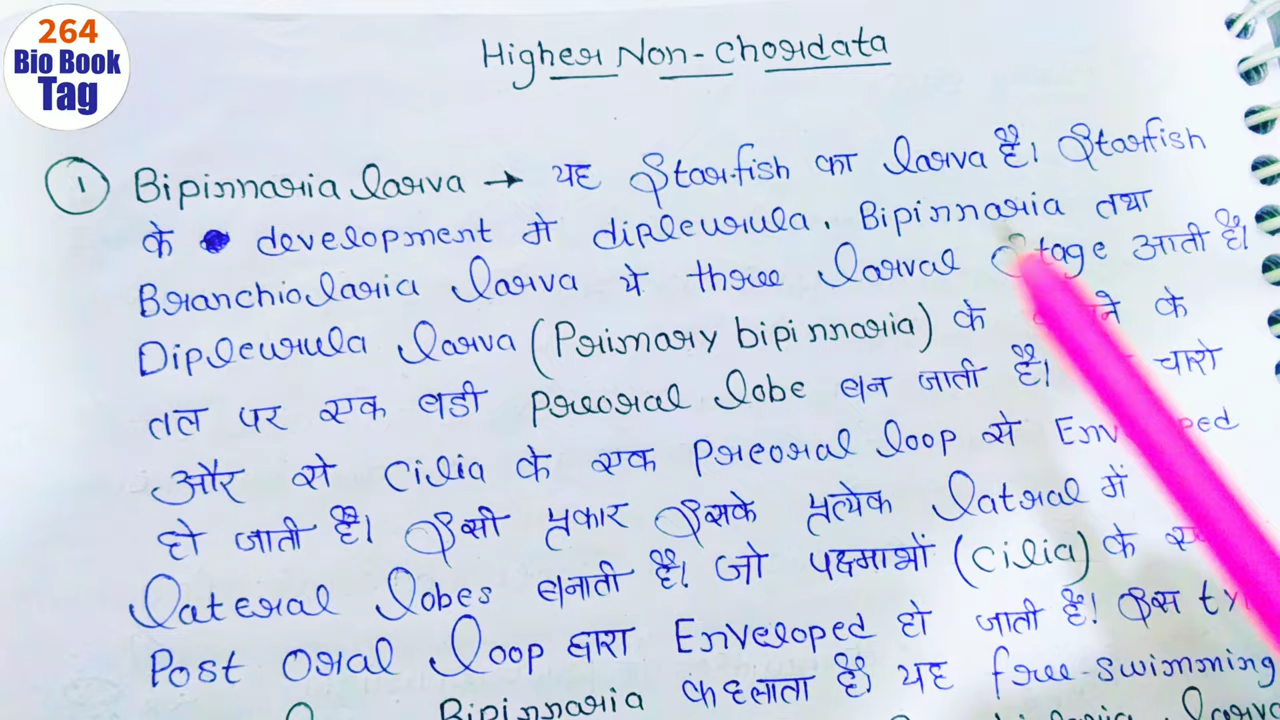 264
Bio Book
Tag
Higher Non-Chordata
① Bipinnaria larva → यह Starfish का larva है। Starfish
के development मे dipleurula, Bipinnaria तथा
Branchiolaria larva ये three larval Stage आती है।
Dipleurula larva (Primary bipinnaria) के के
तल पर एक बडी Preoral lobe बन जाती है। चारो
और से Cilia के एक Preoral loop से
हो जाती है। इसी प्रकार इसके प्रत्येक latral में
lateral lobes बनाती है। जो पक्ष्माओं (Cilia) के
Post Oral loop द्वारा Enveloped हो जाती है। इस
Bipinnaria कहलाता है। यह free-swimming
larva